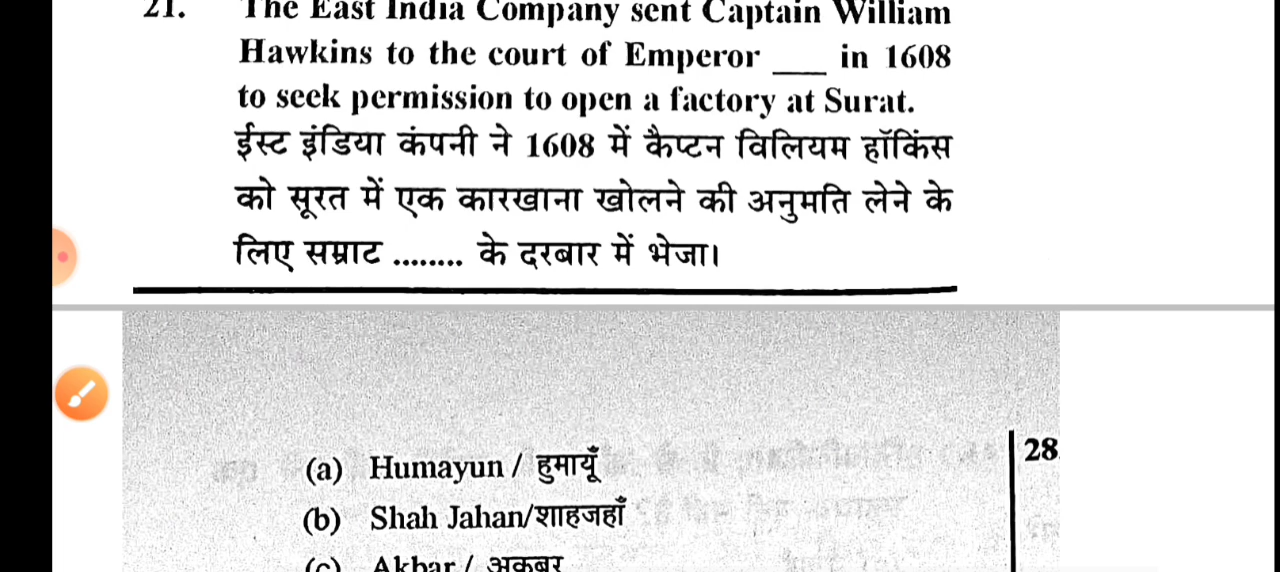 21. The East India Company sent Captain William
Hawkins to the court of Emperor ___ in 1608
to seek permission to open a factory at Surat.
ईस्ट इंडिया कंपनी ने 1608 में कैप्टन विलियम हॉकिंस
को सूरत में एक कारखाना खोलने की अनुमति लेने के
लिए सम्राट ........ के दरबार में भेजा।
(a) Humayun / हुमायूँ
(b) Shah Jahan/शाहजहाँ
(c) Akbar / अकबर
28